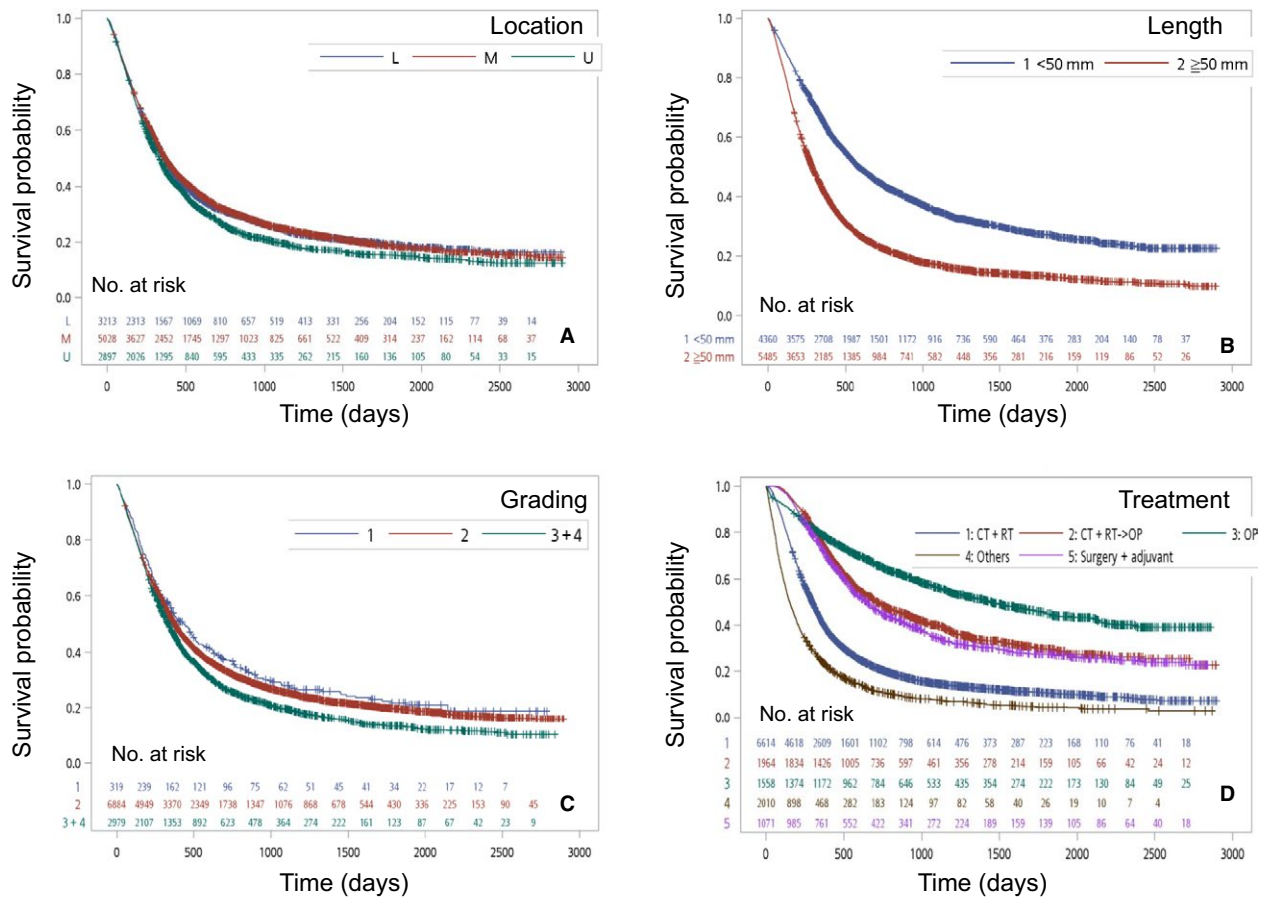 Location
L M U
Survival probability
1.0
0.8
0.6
0.4
0.2
0.0
No. at risk
L 3213 2313 1567 1069 810 657 519 413 331 256 204 152 115 77 39 14
M 5028 3627 2452 1745 1297 1023 825 661 522 409 314 237 162 114 68 37
U 2897 2026 1295 840 595 433 335 262 215 160 136 105 80 54 33 15
A
0 500 1000 1500 2000 2500 3000
Time (days)
Length
1 <50 mm 2 ≧50 mm
Survival probability
1.0
0.8
0.6
0.4
0.2
0.0
No. at risk
1 <50 mm 4360 3575 2708 1987 1501 1172 916 736 590 464 376 283 204 140 78 37
2 ≧50 mm 5485 3653 2185 1385 984 741 582 448 356 281 216 159 119 86 52 26
B
0 500 1000 1500 2000 2500 3000
Time (days)
Grading
1 2 3+4
Survival probability
1.0
0.8
0.6
0.4
0.2
0.0
No. at risk
1 319 239 162 121 96 75 62 51 45 41 34 22 17 12 7
2 6884 4949 3370 2349 1738 1347 1076 868 678 544 430 336 225 153 90 45
3 + 4 2979 2107 1353 892 623 478 364 274 222 161 123 87 67 42 23 9
C
0 500 1000 1500 2000 2500 3000
Time (days)
Treatment
1: CT + RT 2: CT + RT->OP 3: OP
4: Others 5: Surgery + adjuvant
Survival probability
1.0
0.8
0.6
0.4
0.2
0.0
No. at risk
1 6614 4618 2609 1601 1102 798 614 476 373 287 223 168 110 76 41 18
2 1964 1834 1426 1005 736 597 461 356 278 214 159 105 66 42 24 12
3 1558 1374 1172 962 784 646 533 435 354 274 222 173 130 84 49 25
4 2010 898 468 282 183 124 97 82 58 40 26 19 10 7 4
5 1071 985 761 552 422 341 272 224 189 159 139 105 86 64 40 18
D
0 500 1000 1500 2000 2500 3000
Time (days)